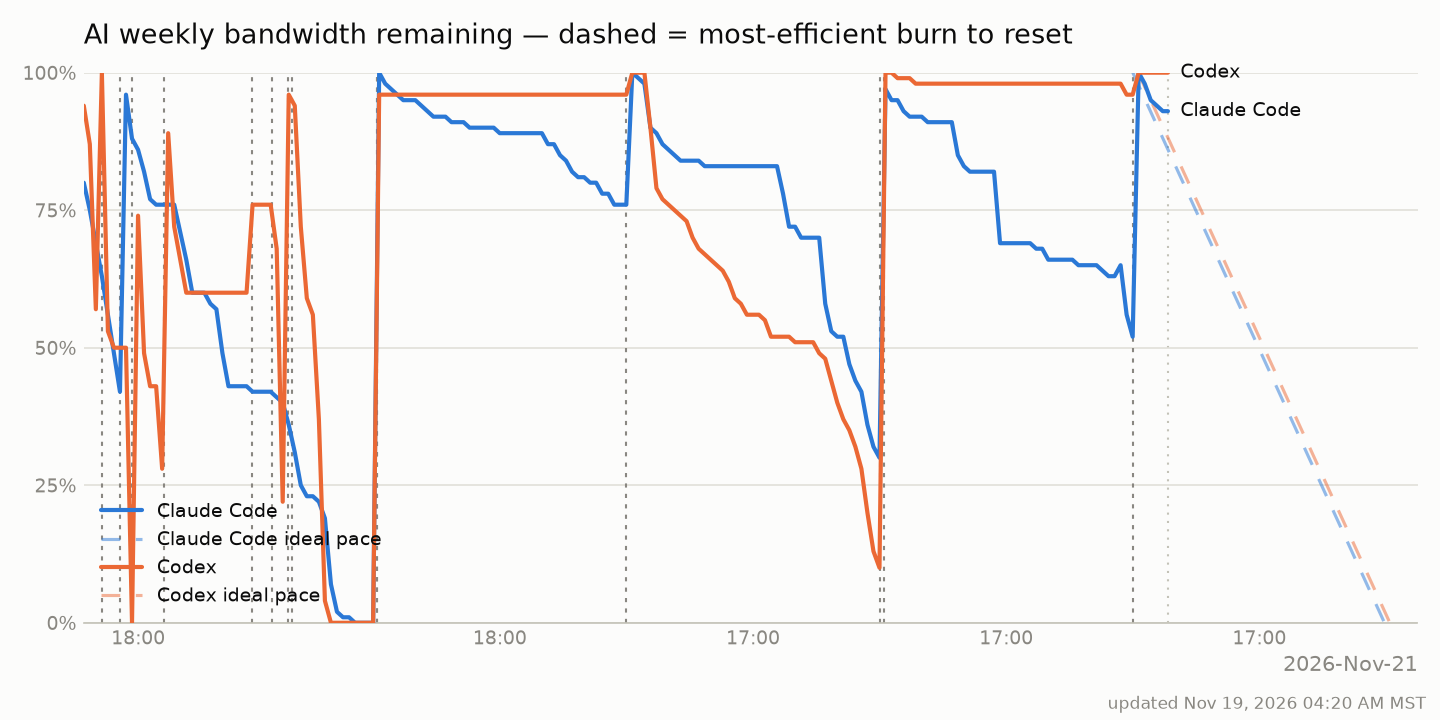 AI weekly bandwidth remaining — dashed = most-efficient burn to reset
100%
75%
50%
25%
0%
Codex
Claude Code
Claude Code
Claude Code ideal pace
Codex
Codex ideal pace
18:00 18:00 17:00 17:00 17:00
2026-Nov-21
updated Nov 19, 2026 04:20 AM MST